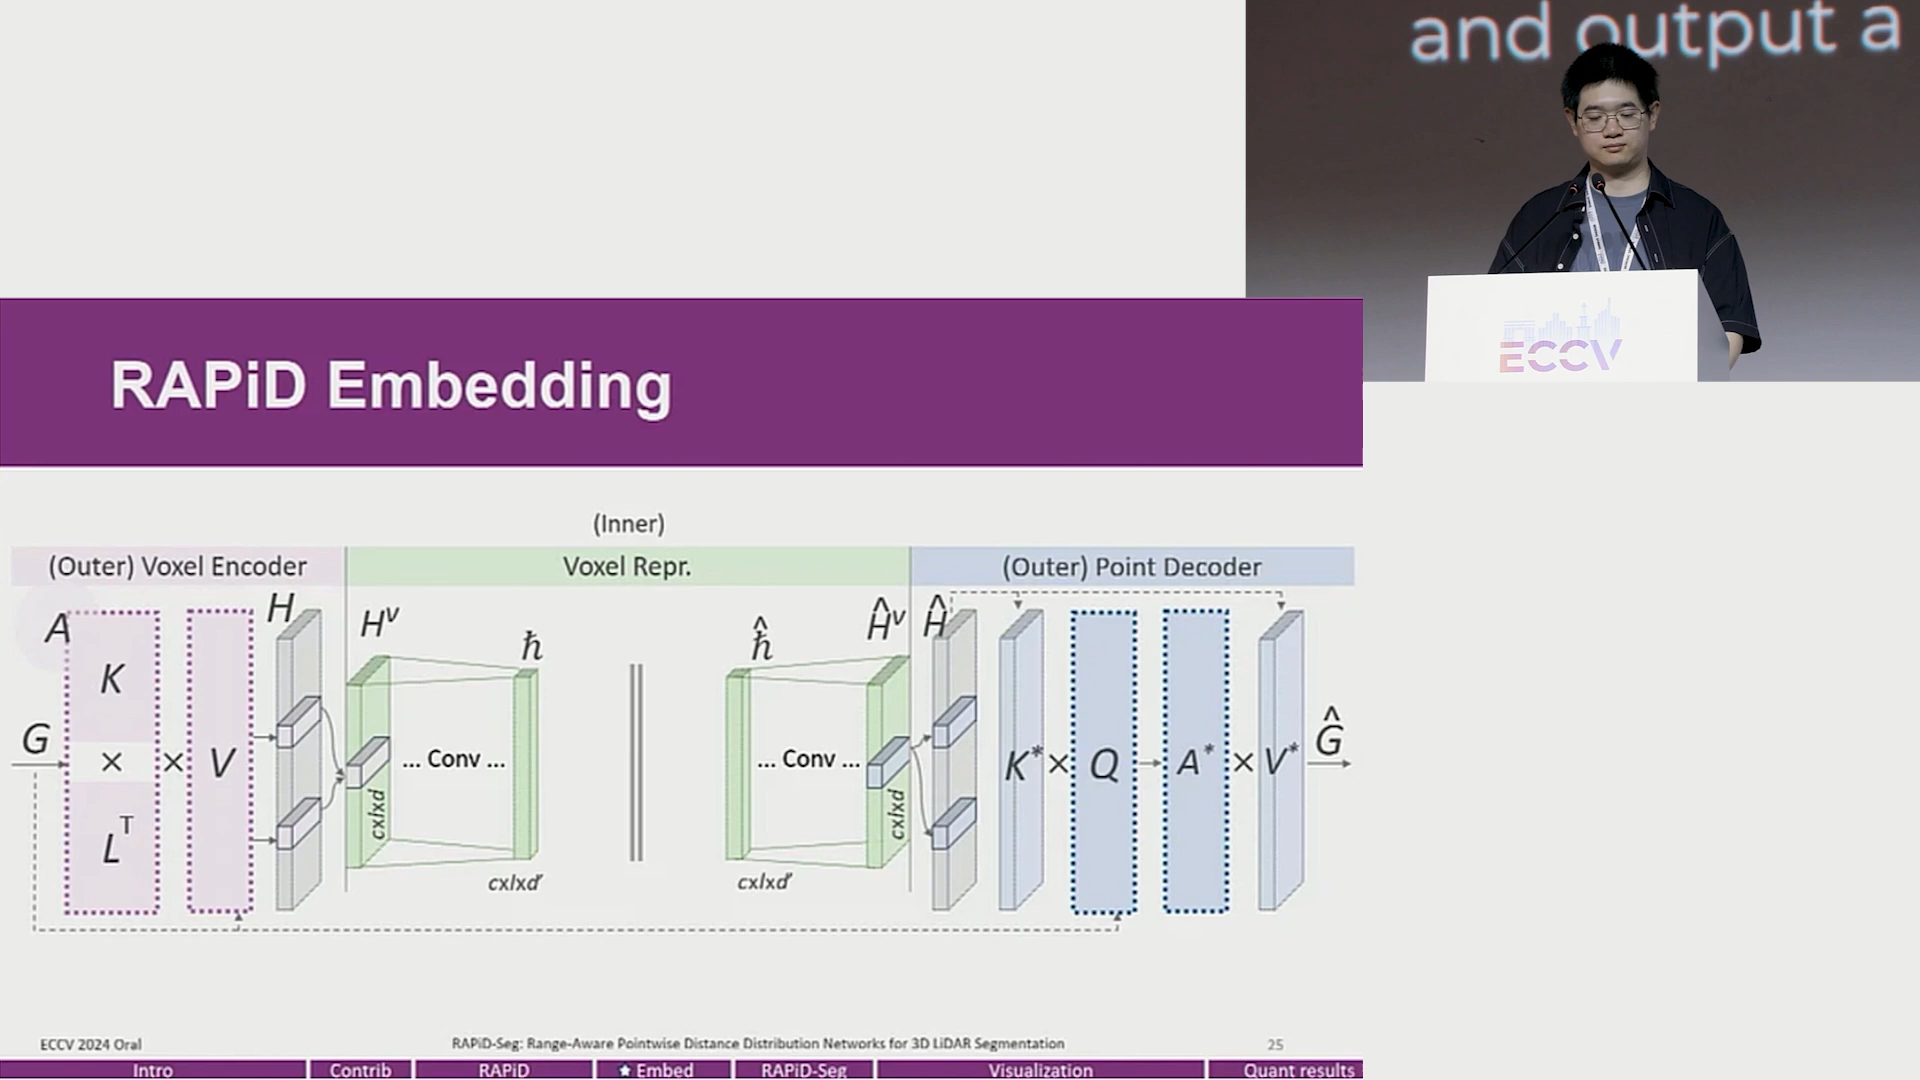 and output a
ECCV
RAPiD Embedding
(Inner)
(Outer) Voxel Encoder
Voxel Repr.
(Outer) Point Decoder
A
K
×
L^T
×
V
H
G
H^V
ħ
... Conv ...
cxlxd
cxlxd'
ħ̂
Ĥ^V
... Conv ...
cxlxd
cxlxd'
Ĥ
K*
×
Q
A*
×
V*
Ĝ
ECCV 2024 Oral
RAPiD-Seg: Range-Aware Pointwise Distance Distribution Networks for 3D LiDAR Segmentation
25
Intro
Contrib
RAPiD
★ Embed
RAPiD-Seg
Visualization
Quant results